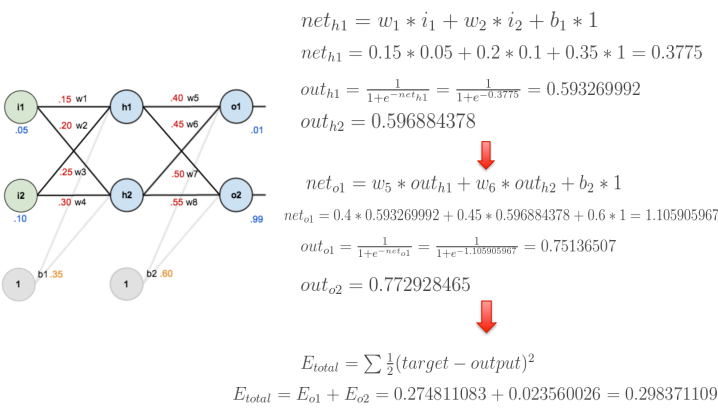 net_{h1} = w_1 * i_1 + w_2 * i_2 + b_1 * 1
net_{h1} = 0.15 * 0.05 + 0.2 * 0.1 + 0.35 * 1 = 0.3775
out_{h1} = \frac{1}{1+e^{-net_{h1}}} = \frac{1}{1+e^{-0.3775}} = 0.593269992
out_{h2} = 0.596884378
i1 .15 w1 h1 .40 w5 o1
.05 .20 w2 .45 w6 .01
.25 w3 .50 w7
i2 .30 w4 h2 .55 w8 o2
.10 .99
b1 .35 b2 .60
1 1
net_{o1} = w_5 * out_{h1} + w_6 * out_{h2} + b_2 * 1
net_{o1} = 0.4 * 0.593269992 + 0.45 * 0.596884378 + 0.6 * 1 = 1.105905967
out_{o1} = \frac{1}{1+e^{-net_{o1}}} = \frac{1}{1+e^{-1.105905967}} = 0.75136507
out_{o2} = 0.772928465
E_{total} = \sum \frac{1}{2}(target - output)^2
E_{total} = E_{o1} + E_{o2} = 0.274811083 + 0.023560026 = 0.298371109